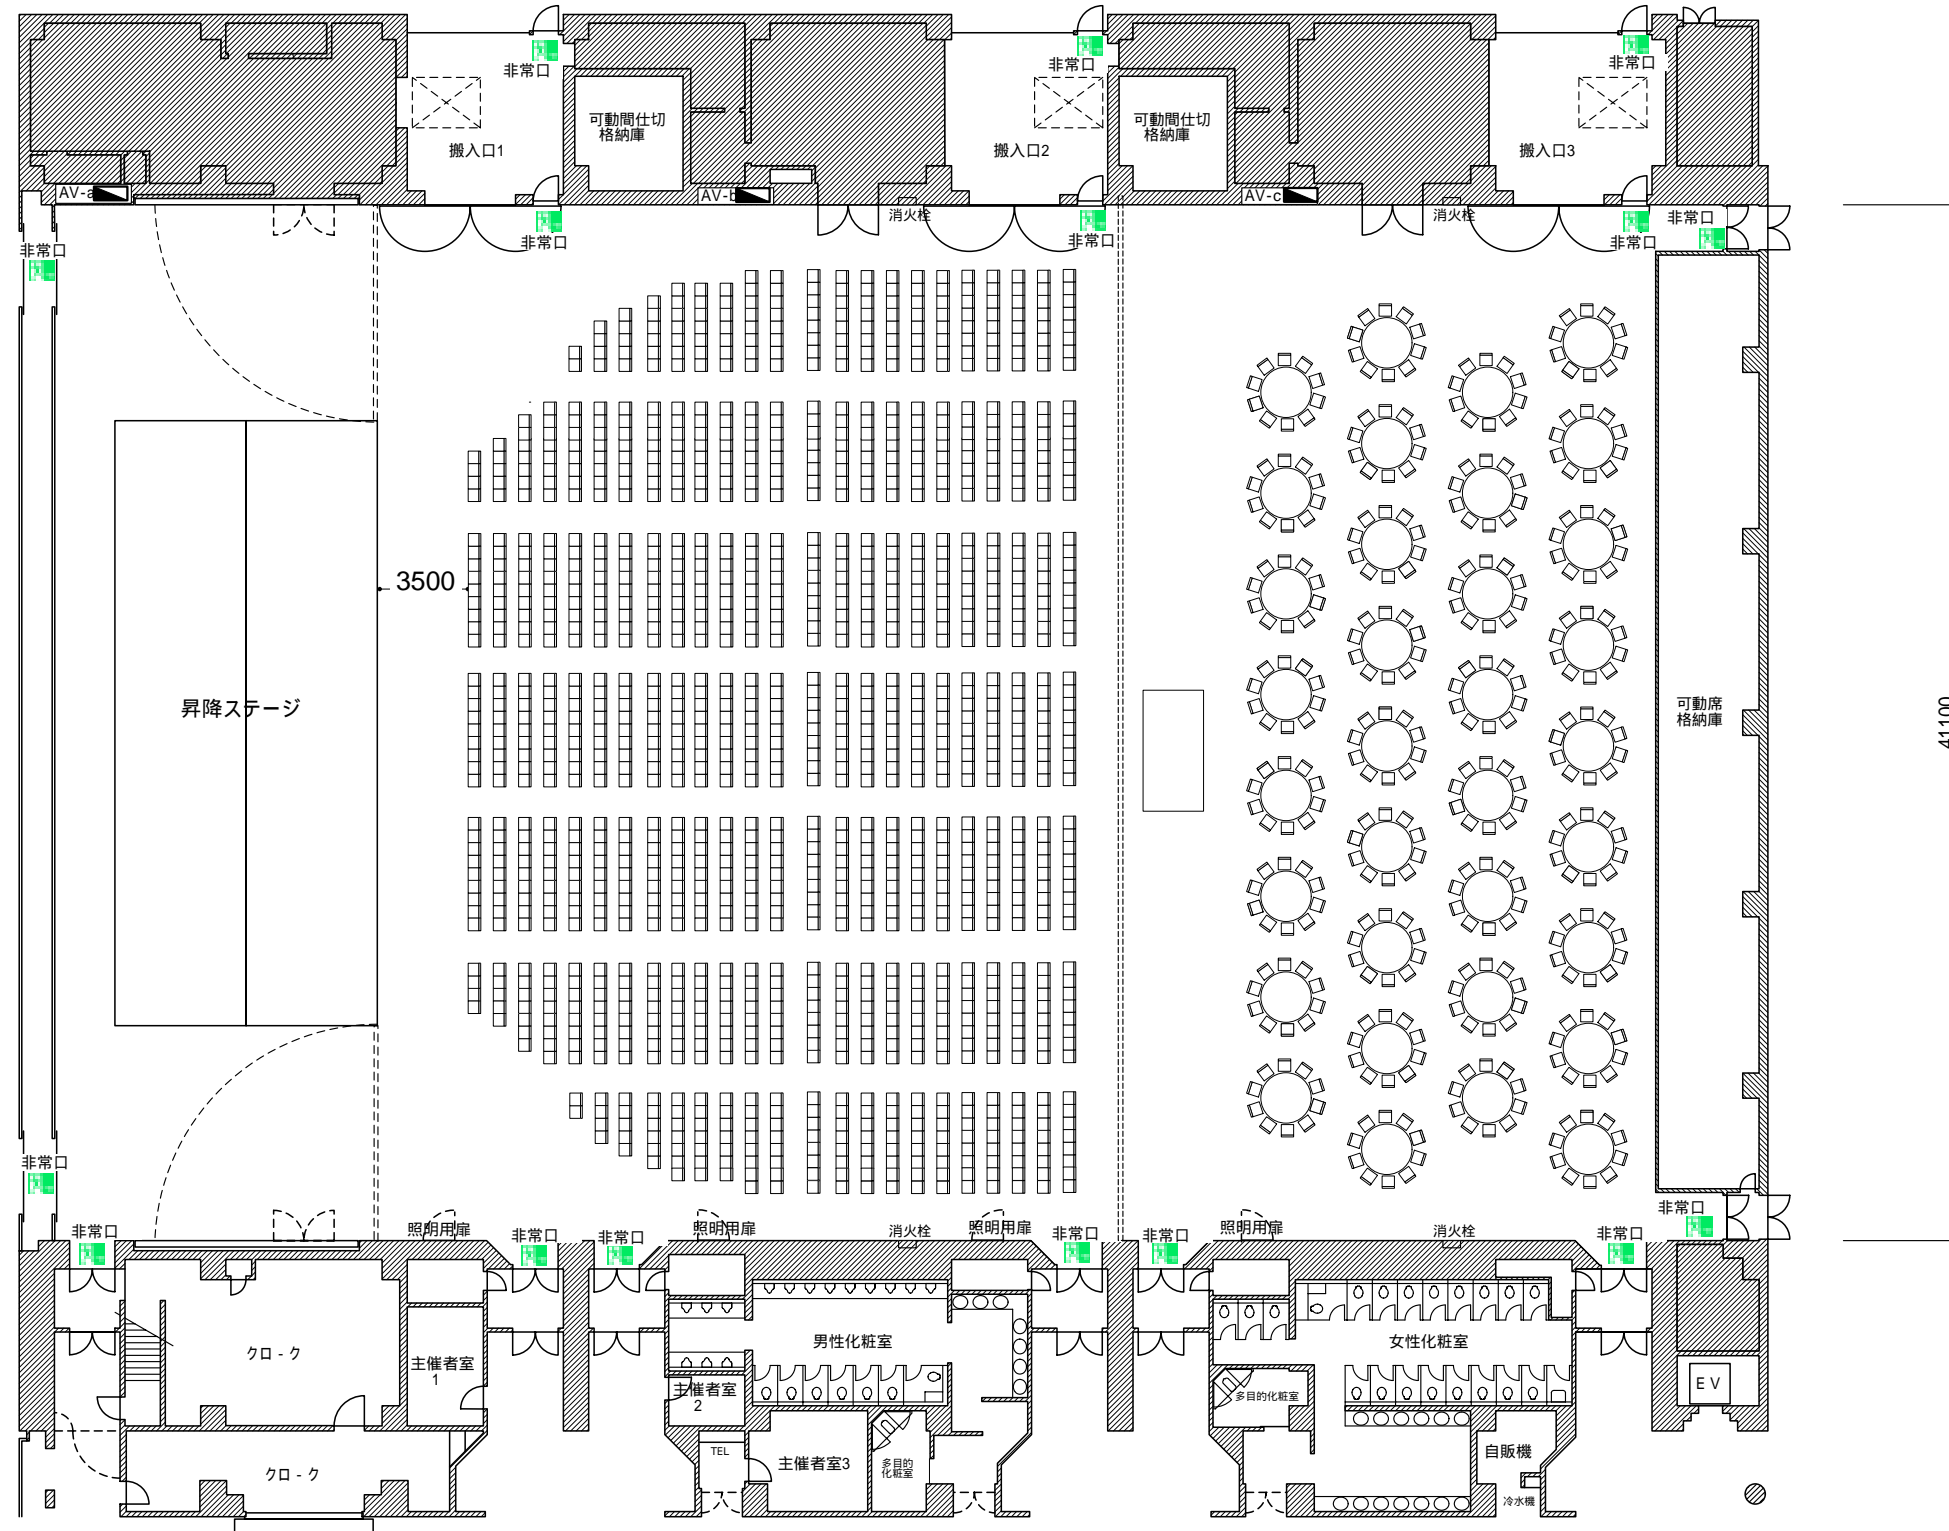 非常口
非常口
非常口
可動間仕切
格納庫
可動間仕切
格納庫
搬入口1
搬入口2
搬入口3
AV-a
AV-b
AV-c
消火栓
消火栓
非常口
非常口
非常口
非常口
非常口
3500
昇降ステージ
可動席
格納庫
41100
非常口
非常口
非常口
照明用扉
非常口
非常口
照明用扉
消火栓
照明用扉
非常口
非常口
照明用扉
消火栓
非常口
クロ-ク
主催者室
1
男性化粧室
主催者室
2
女性化粧室
多目的化粧室
EV
クロ-ク
TEL
主催者室3
多目的
化粧室
自販機
冷水機